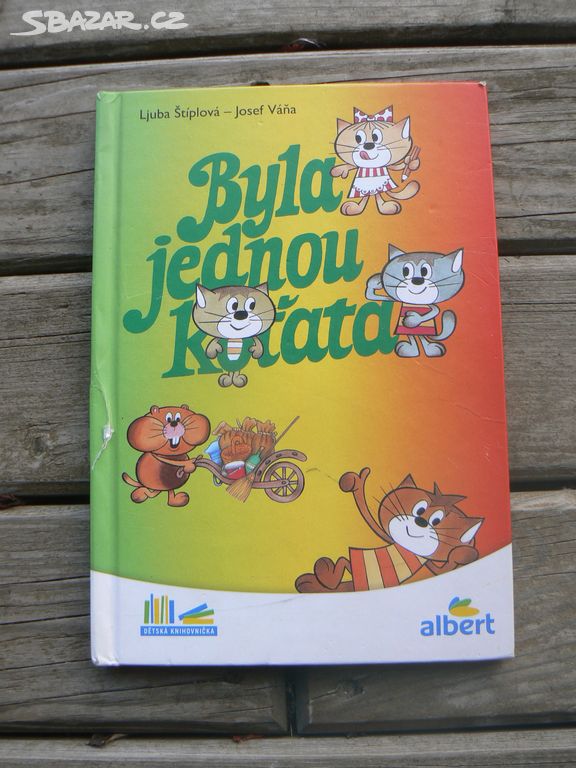 SBAZAR.CZ
Ljuba Štíplová – Josef Váňa
Byla
jednou
koťata
DĚTSKÁ KNIHOVNIČKA
albert